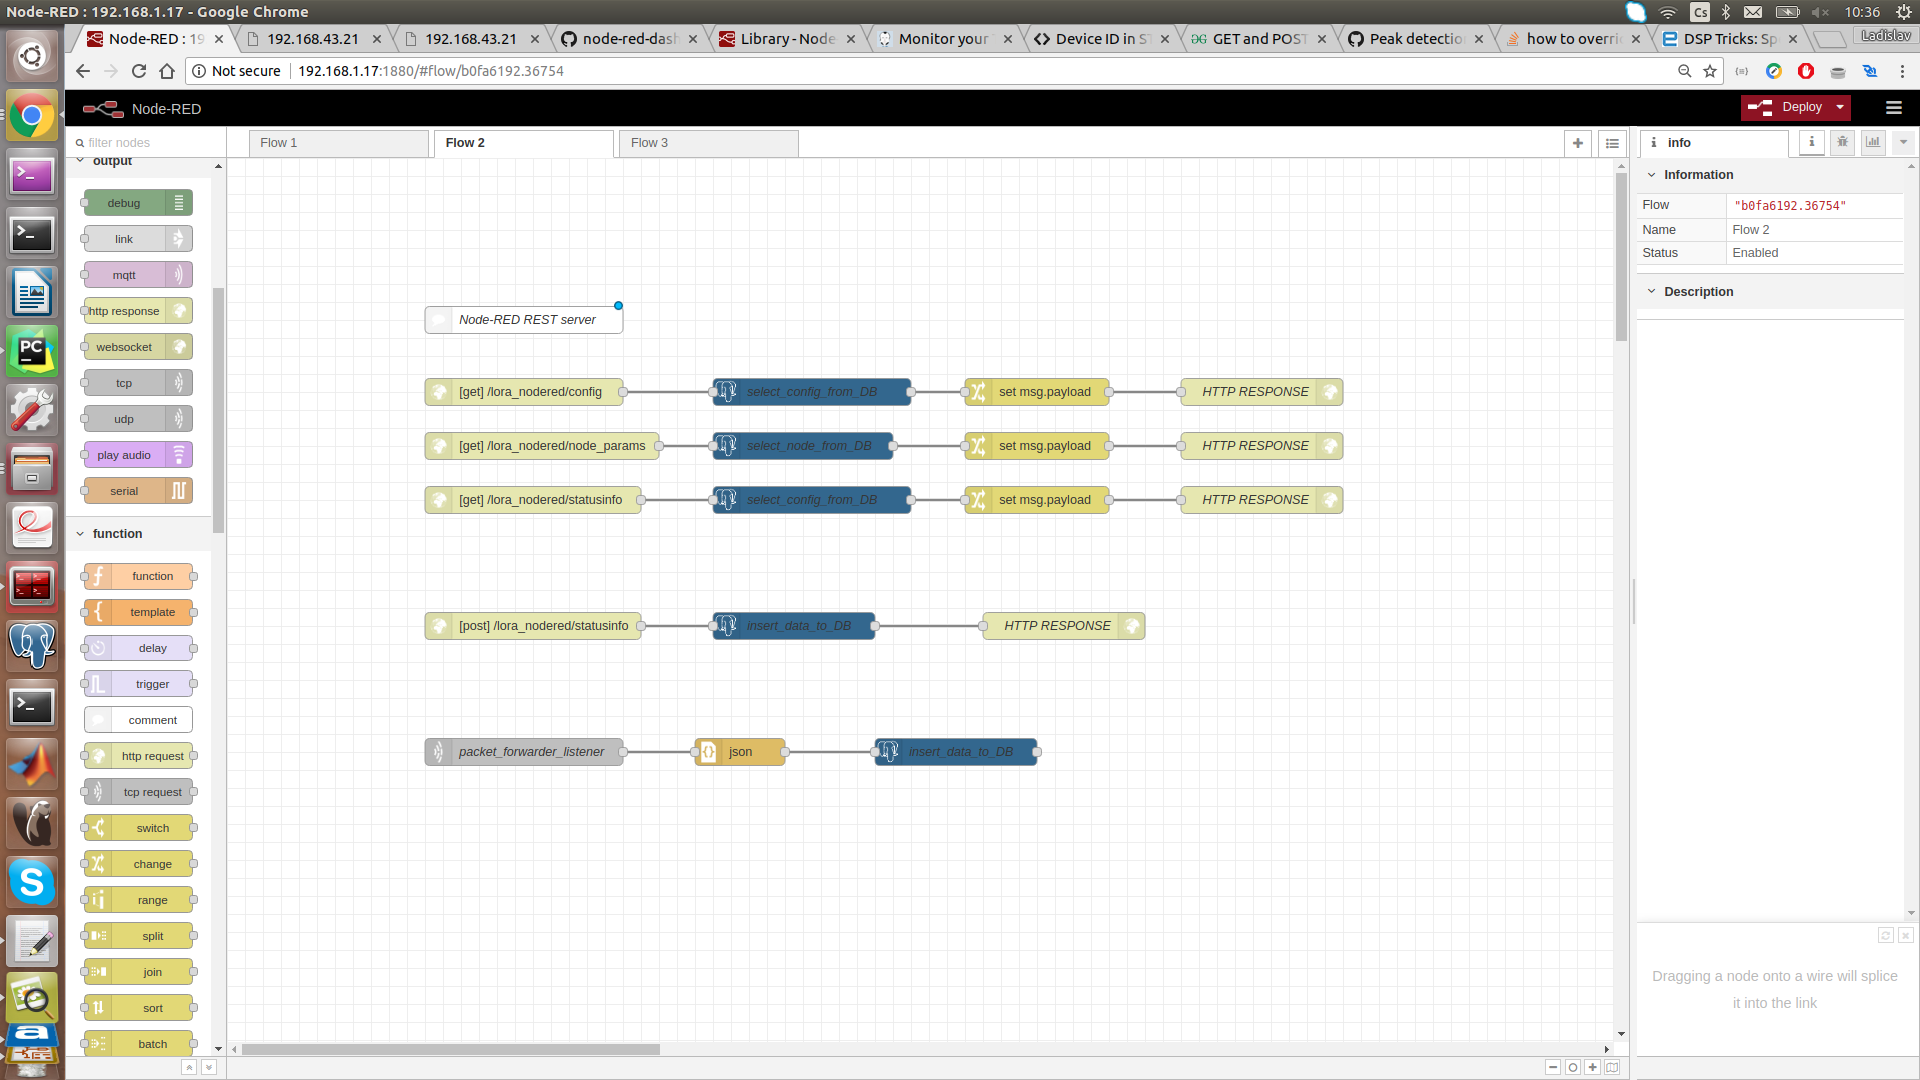 Node-RED : 192.168.1.17 - Google Chrome
Cs
10:36
Node-RED : 19
192.168.43.21
192.168.43.21
node-red-das
Library - Node
Monitor your
Device ID in ST
GET and POST
Peak detectio
how to overri
DSP Tricks: Sp
Ladislav
Not secure
192.168.1.17:1880/#flow/b0fa6192.36754
Node-RED
Deploy
filter nodes
Flow 1
Flow 2
Flow 3
info
output
debug
link
mqtt
http response
websocket
tcp
udp
play audio
serial
function
function
template
delay
trigger
comment
http request
tcp request
switch
change
range
split
join
sort
batch
Node-RED REST server
[get] /lora_nodered/config
select_config_from_DB
set msg.payload
HTTP RESPONSE
[get] /lora_nodered/node_params
select_node_from_DB
set msg.payload
HTTP RESPONSE
[get] /lora_nodered/statusinfo
select_config_from_DB
set msg.payload
HTTP RESPONSE
[post] /lora_nodered/statusinfo
insert_data_to_DB
HTTP RESPONSE
packet_forwarder_listener
json
insert_data_to_DB
Information
Flow "b0fa6192.36754"
Name Flow 2
Status Enabled
Description
Dragging a node onto a wire will splice
it into the link